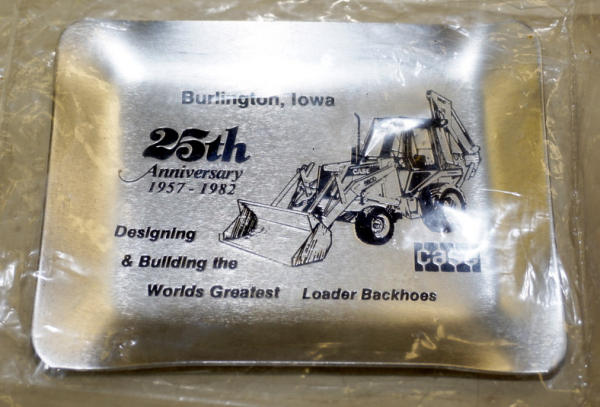 Burlington, Iowa
25th
Anniversary
1957 - 1982
CASE
Designing
& Building the
Worlds Greatest Loader Backhoes
case